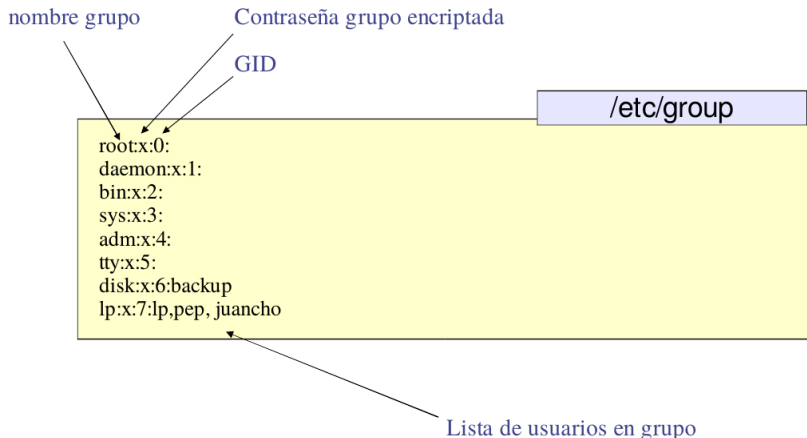 nombre grupo
Contraseña grupo encriptada
GID
/etc/group
root:x:0:
daemon:x:1:
bin:x:2:
sys:x:3:
adm:x:4:
tty:x:5:
disk:x:6:backup
lp:x:7:lp,pep, juancho
Lista de usuarios en grupo